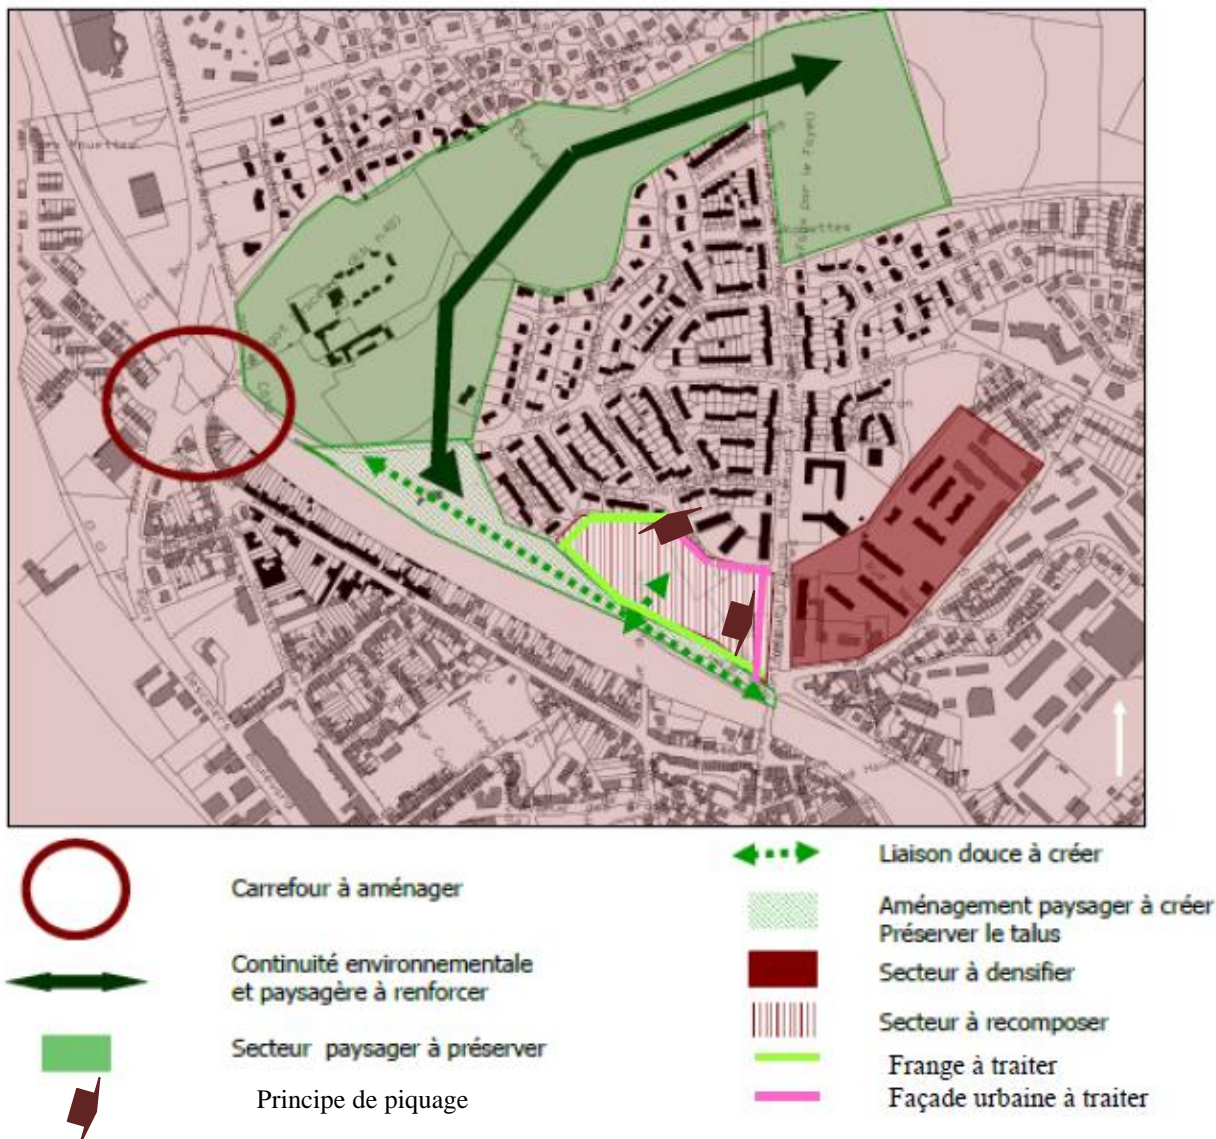 Carrefour à aménager
Continuité environnementale
et paysagère à renforcer
Secteur paysager à préserver
Principe de piquage
Liaison douce à créer
Aménagement paysager à créer
Préserver le talus
Secteur à densifier
Secteur à recomposer
Frange à traiter
Façade urbaine à traiter